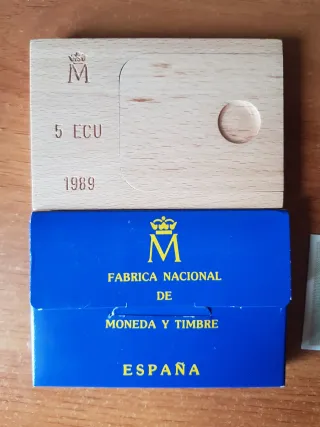 M
5 ECU
1989
M
FABRICA NACIONAL
DE
MONEDA Y TIMBRE
ESPAÑA